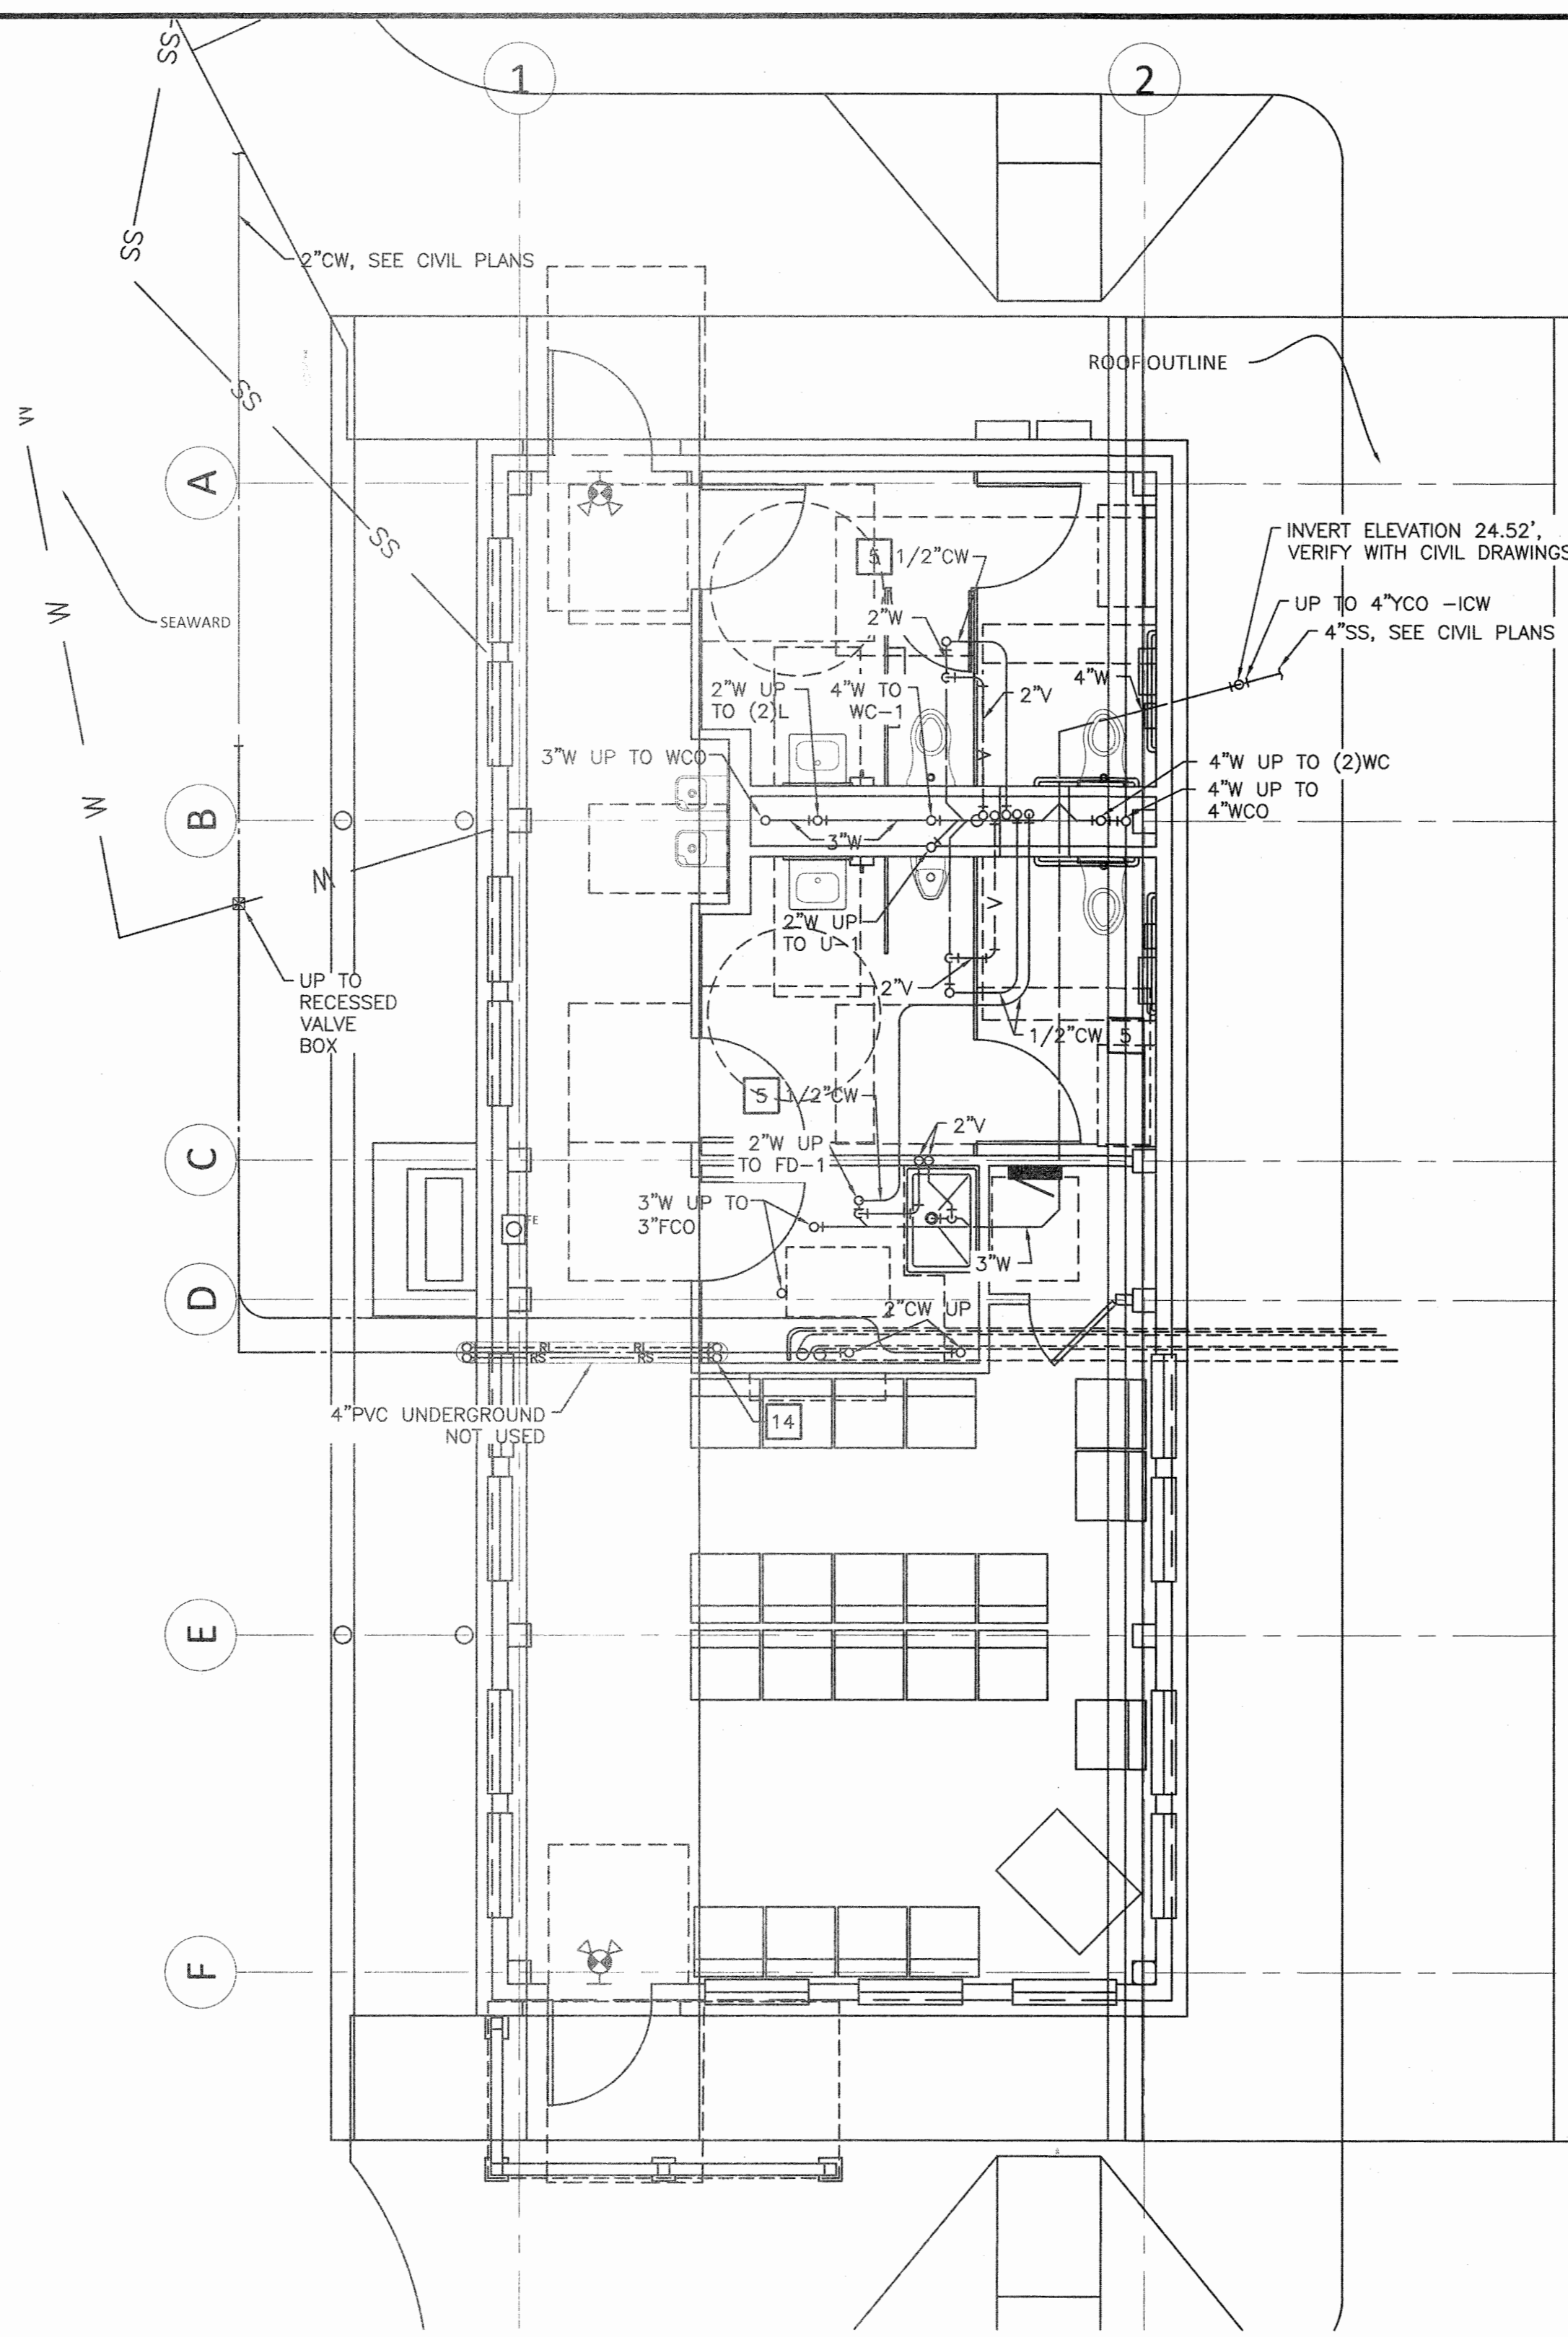 SS
1
2
SS
2"CW, SEE CIVIL PLANS
ROOF OUTLINE
SS
W
A
SS
INVERT ELEVATION 24.52',
VERIFY WITH CIVIL DRAWINGS
5
1/2"CW
UP TO 4"YCO -ICW
W
SEAWARD
2"W
4"SS, SEE CIVIL PLANS
4"W
2"W UP
TO (2)L
4"W TO
WC-1
2"V
V
3"W UP TO WCO
4"W UP TO (2)WC
4"W UP TO
4"WCO
W
B
3"W
W
V
2"W UP
TO U-1
UP TO
RECESSED
VALVE
BOX
2"V
1/2"CW
5
5
1/2"CW
2"V
C
2"W UP
TO FD-1
3"W UP TO
3"FCO
FE
3"W
D
2"CW UP
RL
RL
RS
RS
4"PVC UNDERGROUND
NOT USED
14
E
F